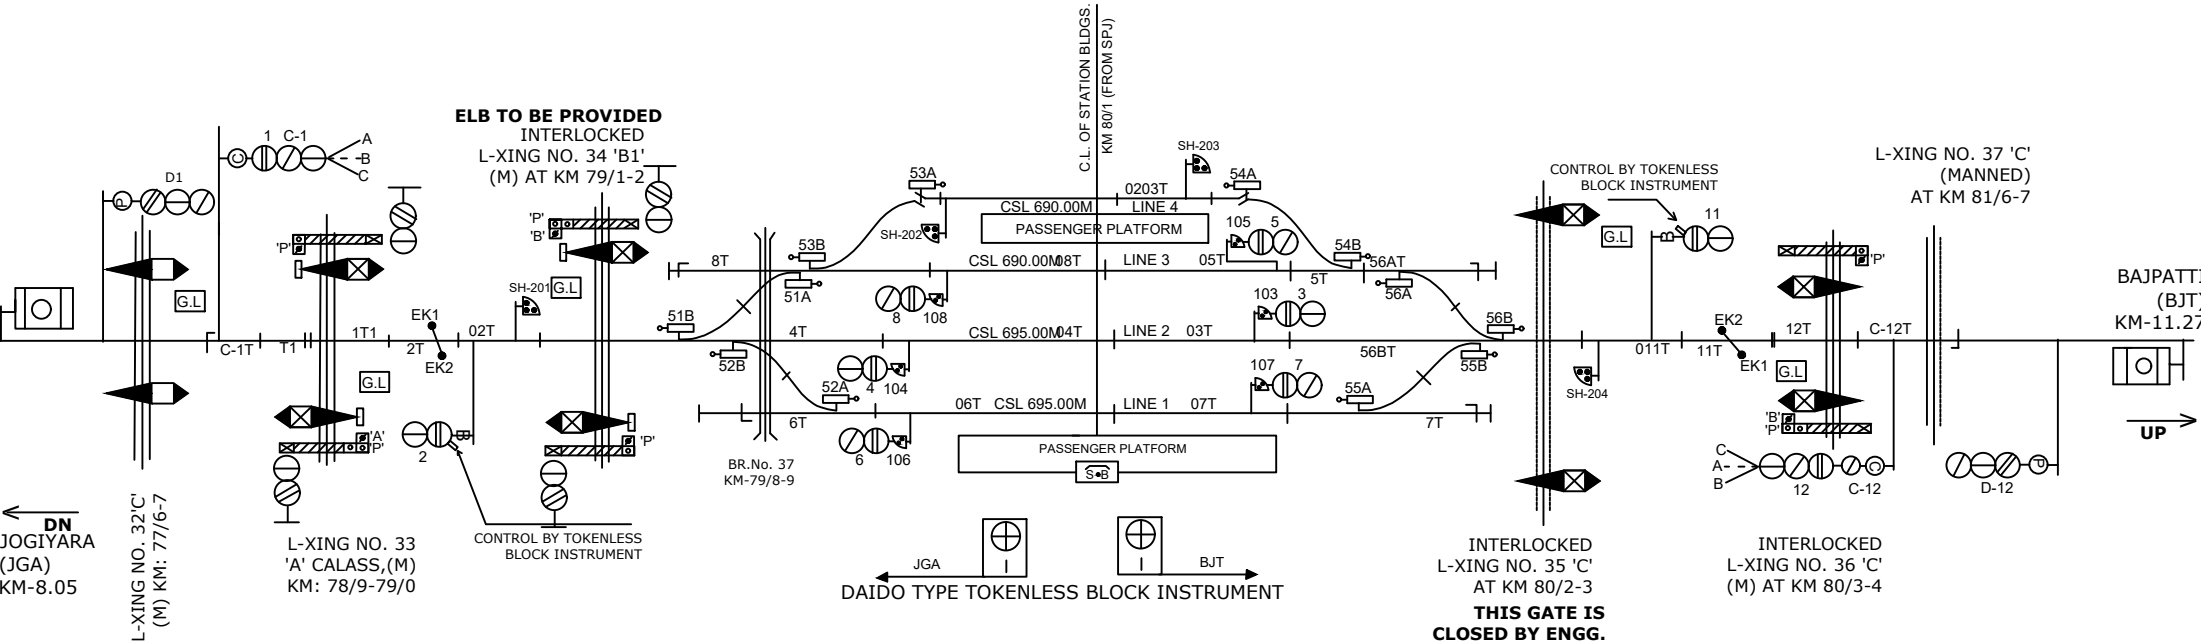 C.L. OF STATION BLDGS.
KM 80/1 (FROM SPJ)
ELB TO BE PROVIDED
INTERLOCKED
L-XING NO. 34 'B1'
(M) AT KM 79/1-2
1 C-1
A
B
C
C
D1
P
'P'
'P'
'B'
G.L
G.L
G.L
C-1T
T1
1T1
2T
EK1
EK2
02T
SH-201
2
B
'A'
'P'
'P'
CONTROL BY TOKENLESS
BLOCK INSTRUMENT
L-XING NO. 32'C'
(M) KM: 77/6-7
L-XING NO. 33
'A' CALASS,(M)
KM: 78/9-79/0
DN
JOGIYARA
(JGA)
KM-8.05
53A
SH-202
SH-203
54A
0203T
CSL 690.00M
LINE 4
PASSENGER PLATFORM
105 5
53B
8T
CSL 690.00M
08T
LINE 3
05T
5T
54B
56AT
51A
56A
8 108
103 3
51B
4T
CSL 695.00M
04T
LINE 2
03T
56BT
56B
52B
55B
4 104
107 7
52A
55A
6T
06T
CSL 695.00M
LINE 1
07T
7T
6 106
BR.No. 37
KM-79/8-9
PASSENGER PLATFORM
S B
JGA
BJT
DAIDO TYPE TOKENLESS BLOCK INSTRUMENT
CONTROL BY TOKENLESS
BLOCK INSTRUMENT
G.L
11
B
L-XING NO. 37 'C'
(MANNED)
AT KM 81/6-7
'P'
BAJPATTI
(BJT)
KM-11.27
SH-204
011T
11T
EK2
EK1
12T
C-12T
G.L
'B'
'P'
C
A
B
12
C
C-12
P
D-12
UP
INTERLOCKED
L-XING NO. 35 'C'
AT KM 80/2-3
THIS GATE IS
CLOSED BY ENGG.
INTERLOCKED
L-XING NO. 36 'C'
(M) AT KM 80/3-4